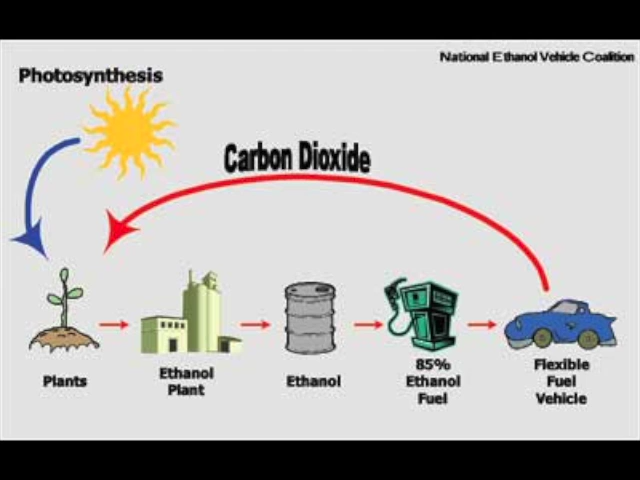 National Ethanol Vehicle Coalition
Photosynthesis
Carbon Dioxide
Plants
Ethanol
Plant
Ethanol
85%
Ethanol
Fuel
Flexible
Fuel
Vehicle